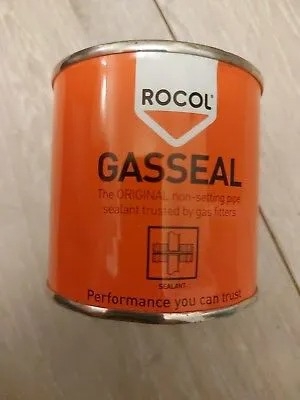 ROCOL®
GASSEAL
The ORIGINAL non-setting pipe
sealant trusted by gas fitters
SEALANT
Performance you can trust